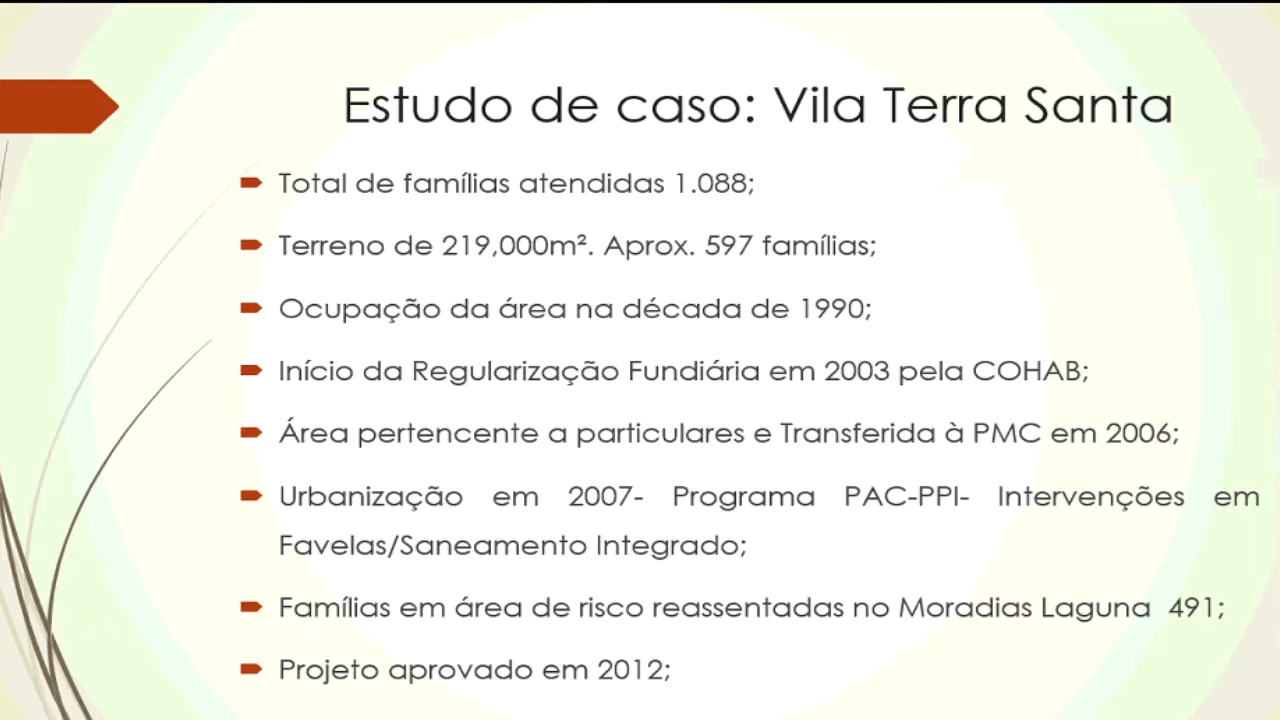 Estudo de caso: Vila Terra Santa
Total de famílias atendidas 1.088;
Terreno de 219,000m². Aprox. 597 famílias;
Ocupação da área na década de 1990;
Início da Regularização Fundiária em 2003 pela COHAB;
Área pertencente a particulares e Transferida à PMC em 2006;
Urbanização em 2007- Programa PAC-PPI- Intervenções em
Favelas/Saneamento Integrado;
Famílias em área de risco reassentadas no Moradias Laguna 491;
Projeto aprovado em 2012;